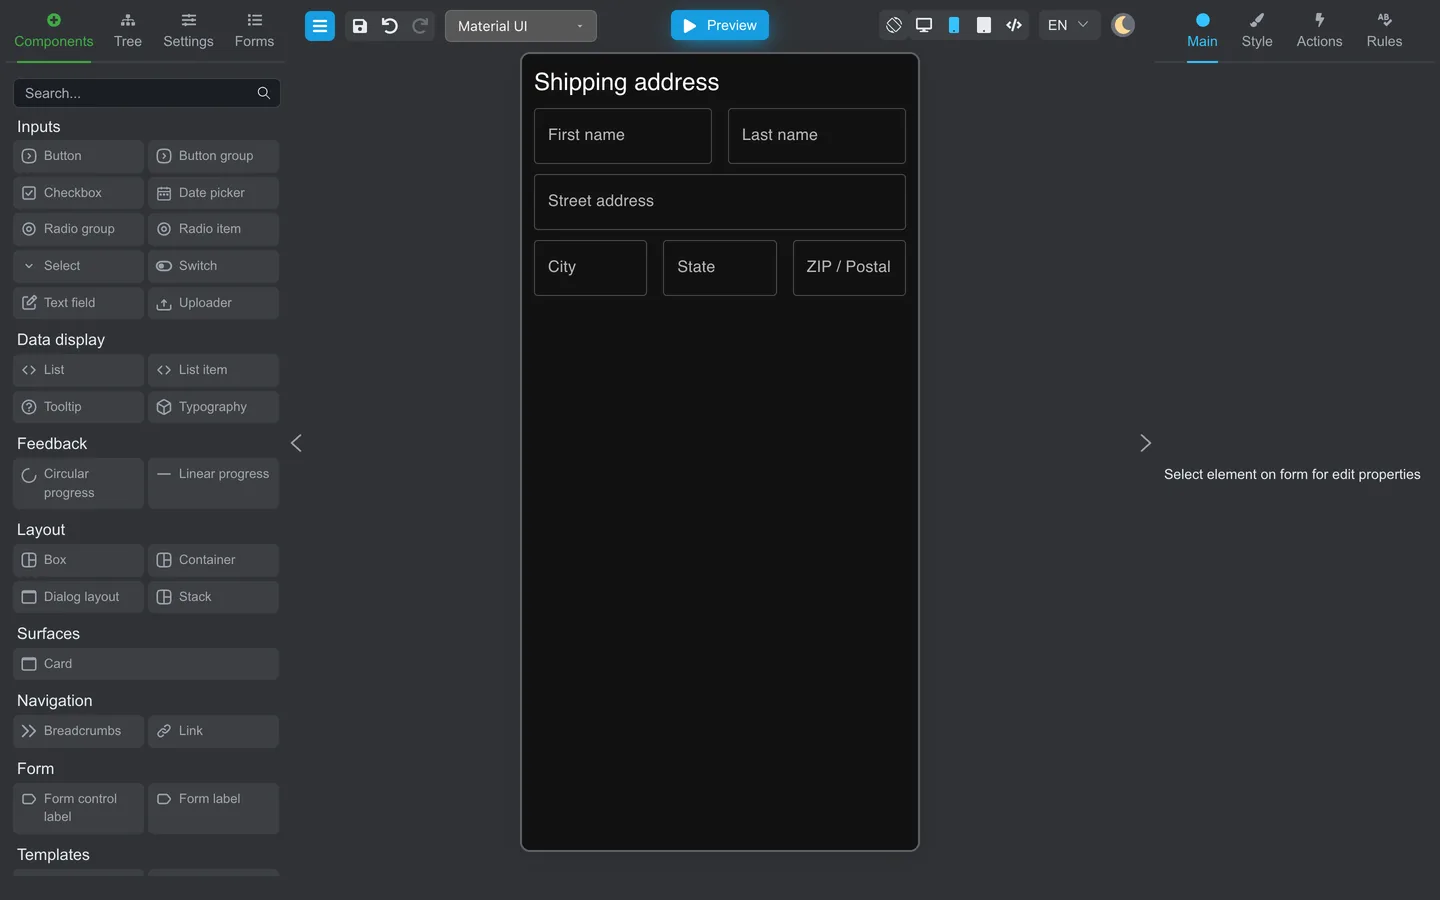 Components
Tree
Settings
Forms
Material UI
Preview
EN
Main
Style
Actions
AB
Rules
Search...
Inputs
Button
Button group
Checkbox
Date picker
Radio group
Radio item
Select
Switch
Text field
Uploader
Data display
List
List item
Tooltip
Typography
Feedback
Circular
progress
Linear progress
Layout
Box
Container
Dialog layout
Stack
Surfaces
Card
Navigation
Breadcrumbs
Link
Form
Form control
label
Form label
Templates
Shipping address
First name
Last name
Street address
City
State
ZIP / Postal
Select element on form for edit properties